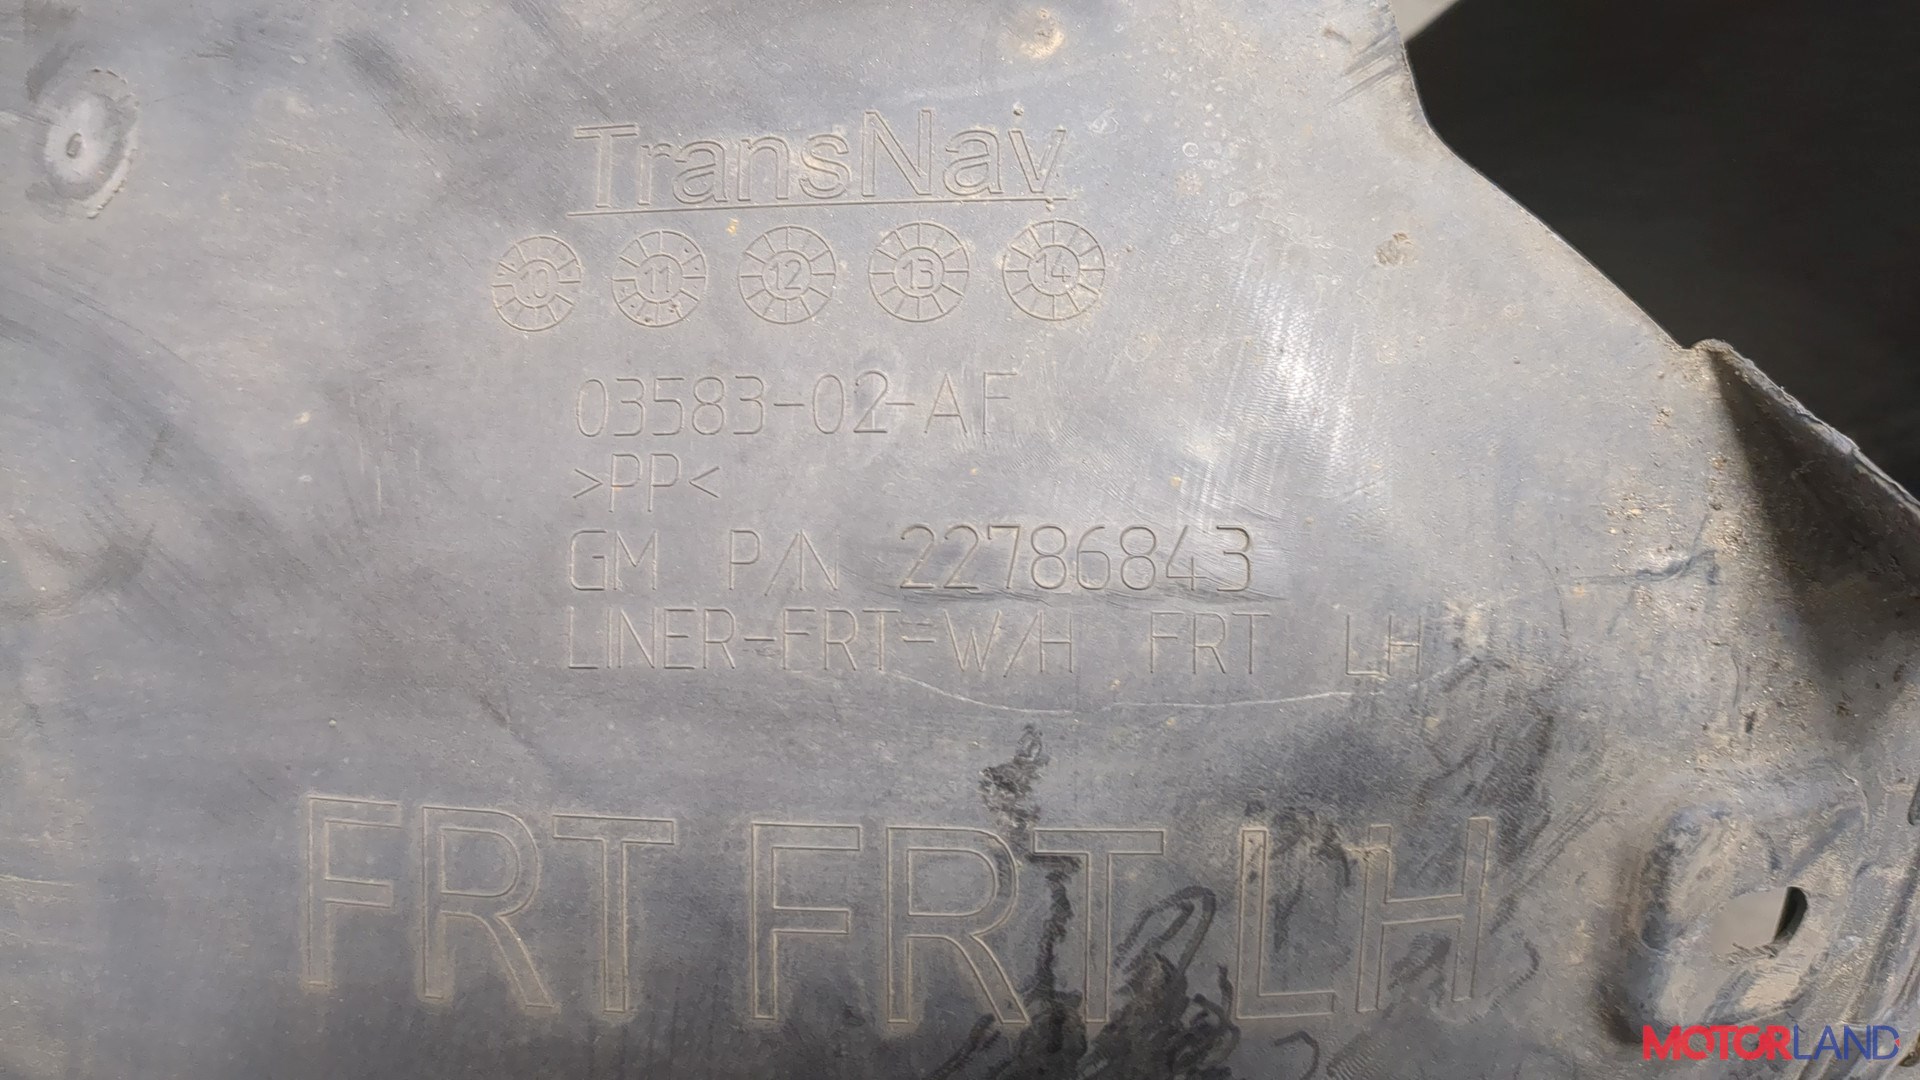 TransNav
10 11 12 13 14
03583-02-AF
>PP<
GM P/N 22786843
LINER-FRT-W/H FRT LH
FRT FRT LH
MOTORLAND